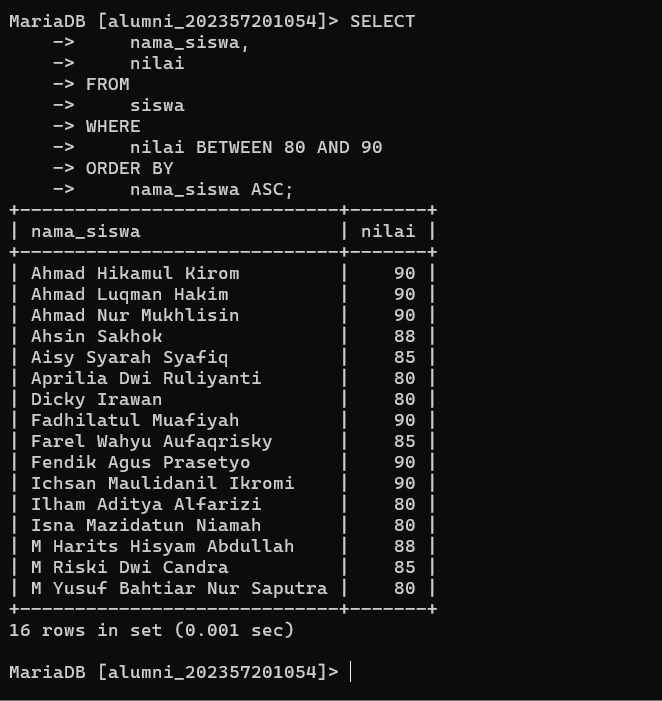 MariaDB [alumni_202357201054]> SELECT
    ->     nama_siswa,
    ->     nilai
    -> FROM
    ->     siswa
    -> WHERE
    ->     nilai BETWEEN 80 AND 90
    -> ORDER BY
    ->     nama_siswa ASC;
+-----------------------------+-------+
| nama_siswa                  | nilai |
+-----------------------------+-------+
| Ahmad Hikamul Kirom         |    90 |
| Ahmad Luqman Hakim          |    90 |
| Ahmad Nur Mukhlisin         |    90 |
| Ahsin Sakhok                |    88 |
| Aisy Syarah Syafiq          |    85 |
| Aprilia Dwi Ruliyanti       |    80 |
| Dicky Irawan                |    80 |
| Fadhilatul Muafiyah         |    90 |
| Farel Wahyu Aufaqrisky      |    85 |
| Fendik Agus Prasetyo        |    90 |
| Ichsan Maulidanil Ikromi    |    90 |
| Ilham Aditya Alfarizi       |    80 |
| Isna Mazidatun Niamah       |    80 |
| M Harits Hisyam Abdullah    |    88 |
| M Riski Dwi Candra          |    85 |
| M Yusuf Bahtiar Nur Saputra |    80 |
+-----------------------------+-------+
16 rows in set (0.001 sec)

MariaDB [alumni_202357201054]>